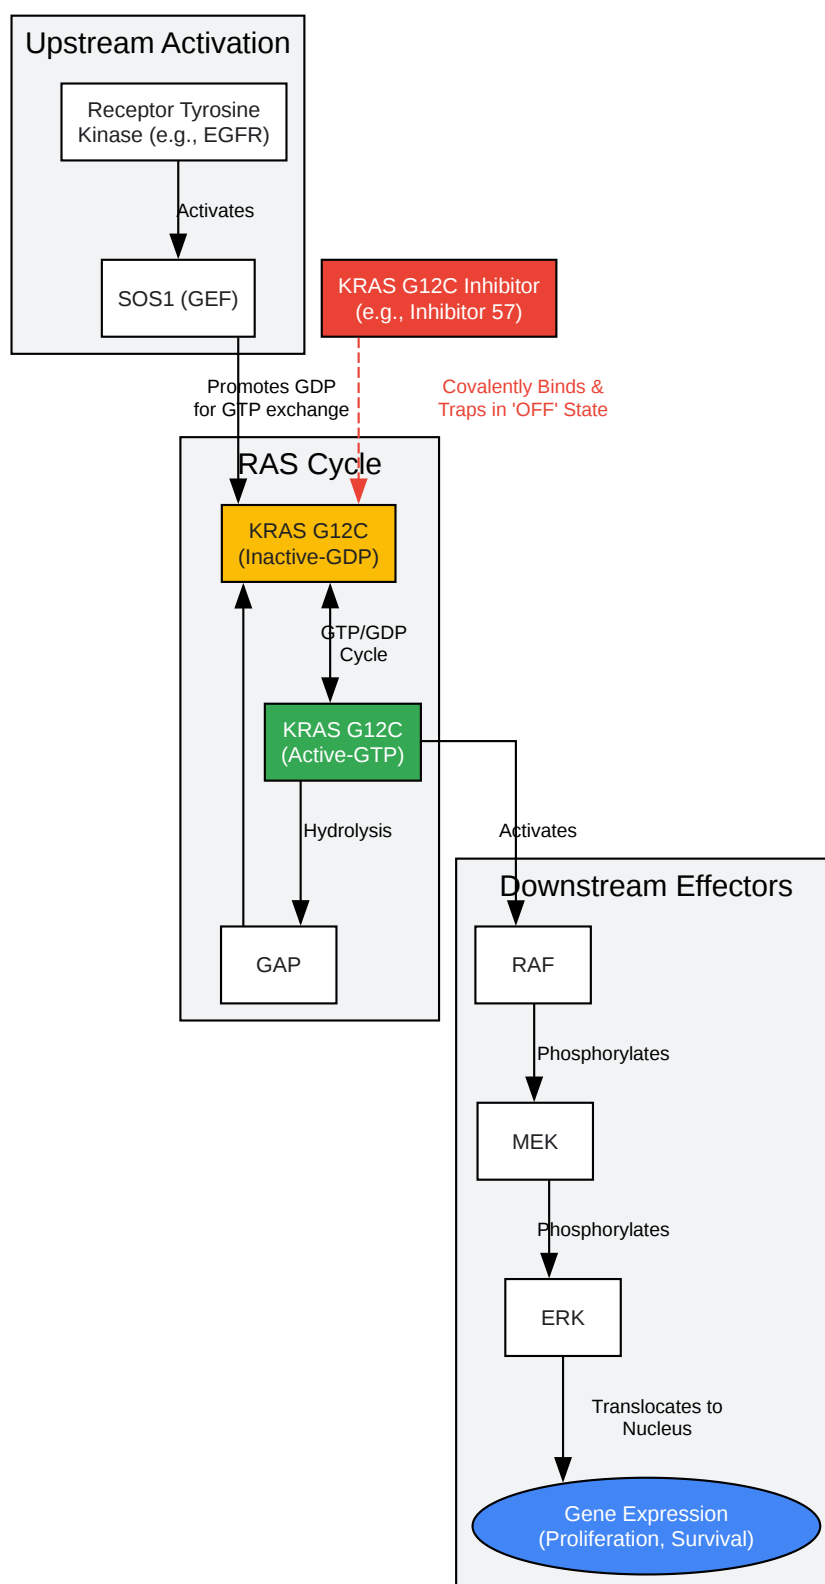 Upstream Activation
Receptor Tyrosine
Kinase (e.g., EGFR)
Activates
SOS1 (GEF)
KRAS G12C Inhibitor
(e.g., Inhibitor 57)
Promotes GDP
for GTP exchange
Covalently Binds &
Traps in 'OFF' State
RAS Cycle
KRAS G12C
(Inactive-GDP)
GTP/GDP
Cycle
KRAS G12C
(Active-GTP)
Hydrolysis
Activates
Downstream Effectors
GAP
RAF
Phosphorylates
MEK
Phosphorylates
ERK
Translocates to
Nucleus
Gene Expression
(Proliferation, Survival)